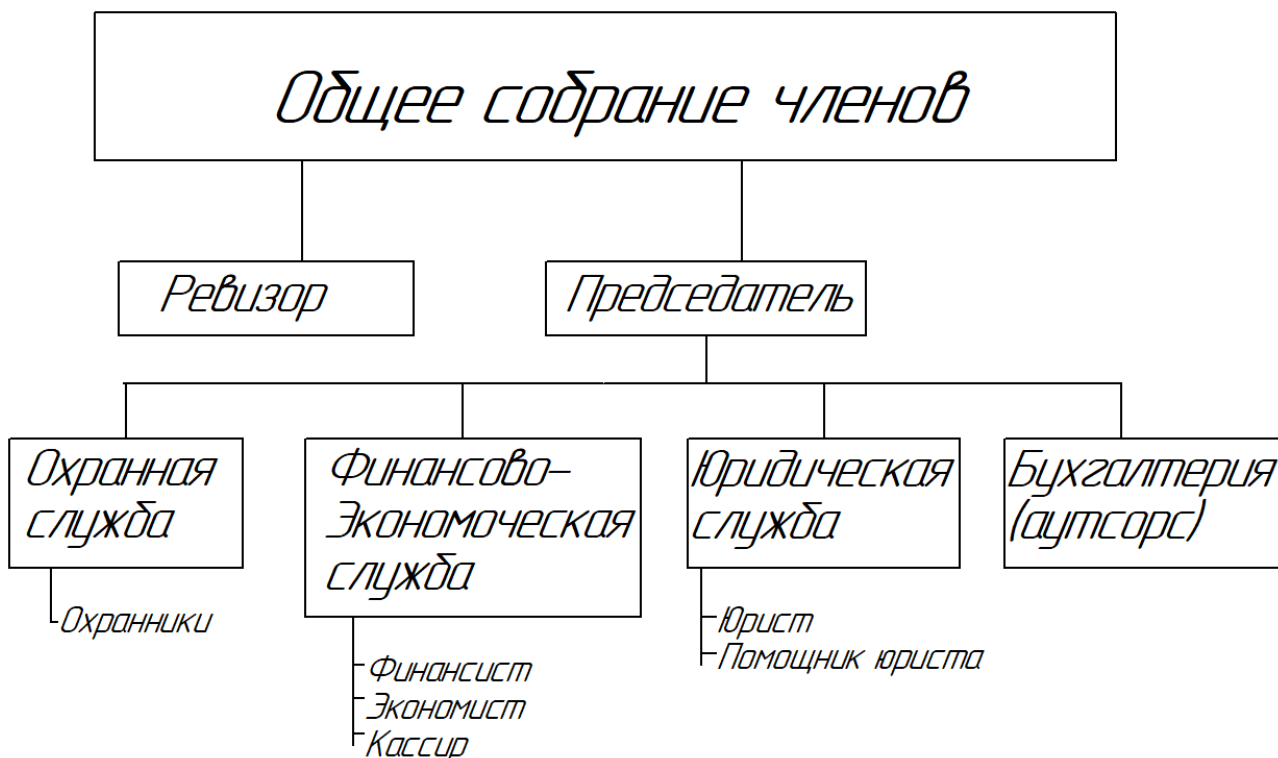 Общее собрание членов
Ревизор
Председатель
Охранная
служба
Охранники
Финансово-
Экономоческая
служба
Финансист
Экономист
Кассир
Юридическая
служба
Юрист
Помощник юриста
Бухгалтерия
(аутсорс)